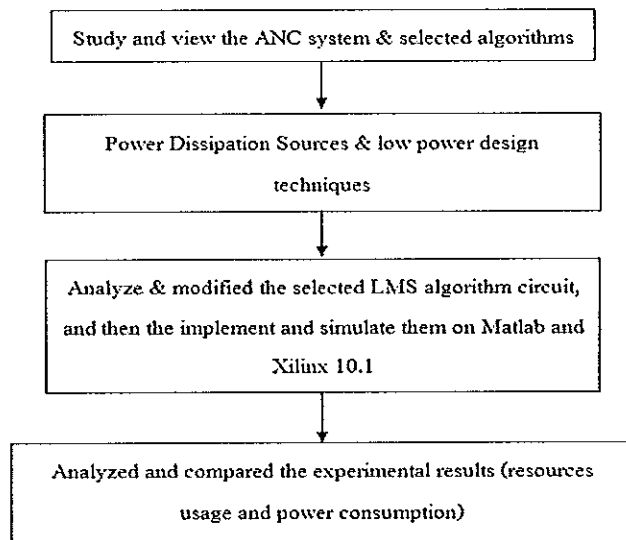 Study and view the ANC system & selected algorithms
Power Dissipation Sources & low power design
techniques
Analyze & modified the selected LMS algorithm circuit,
and then the implement and simulate them on Matlab and
Xilinx 10.1
Analyzed and compared the experimental results (resources
usage and power consumption)